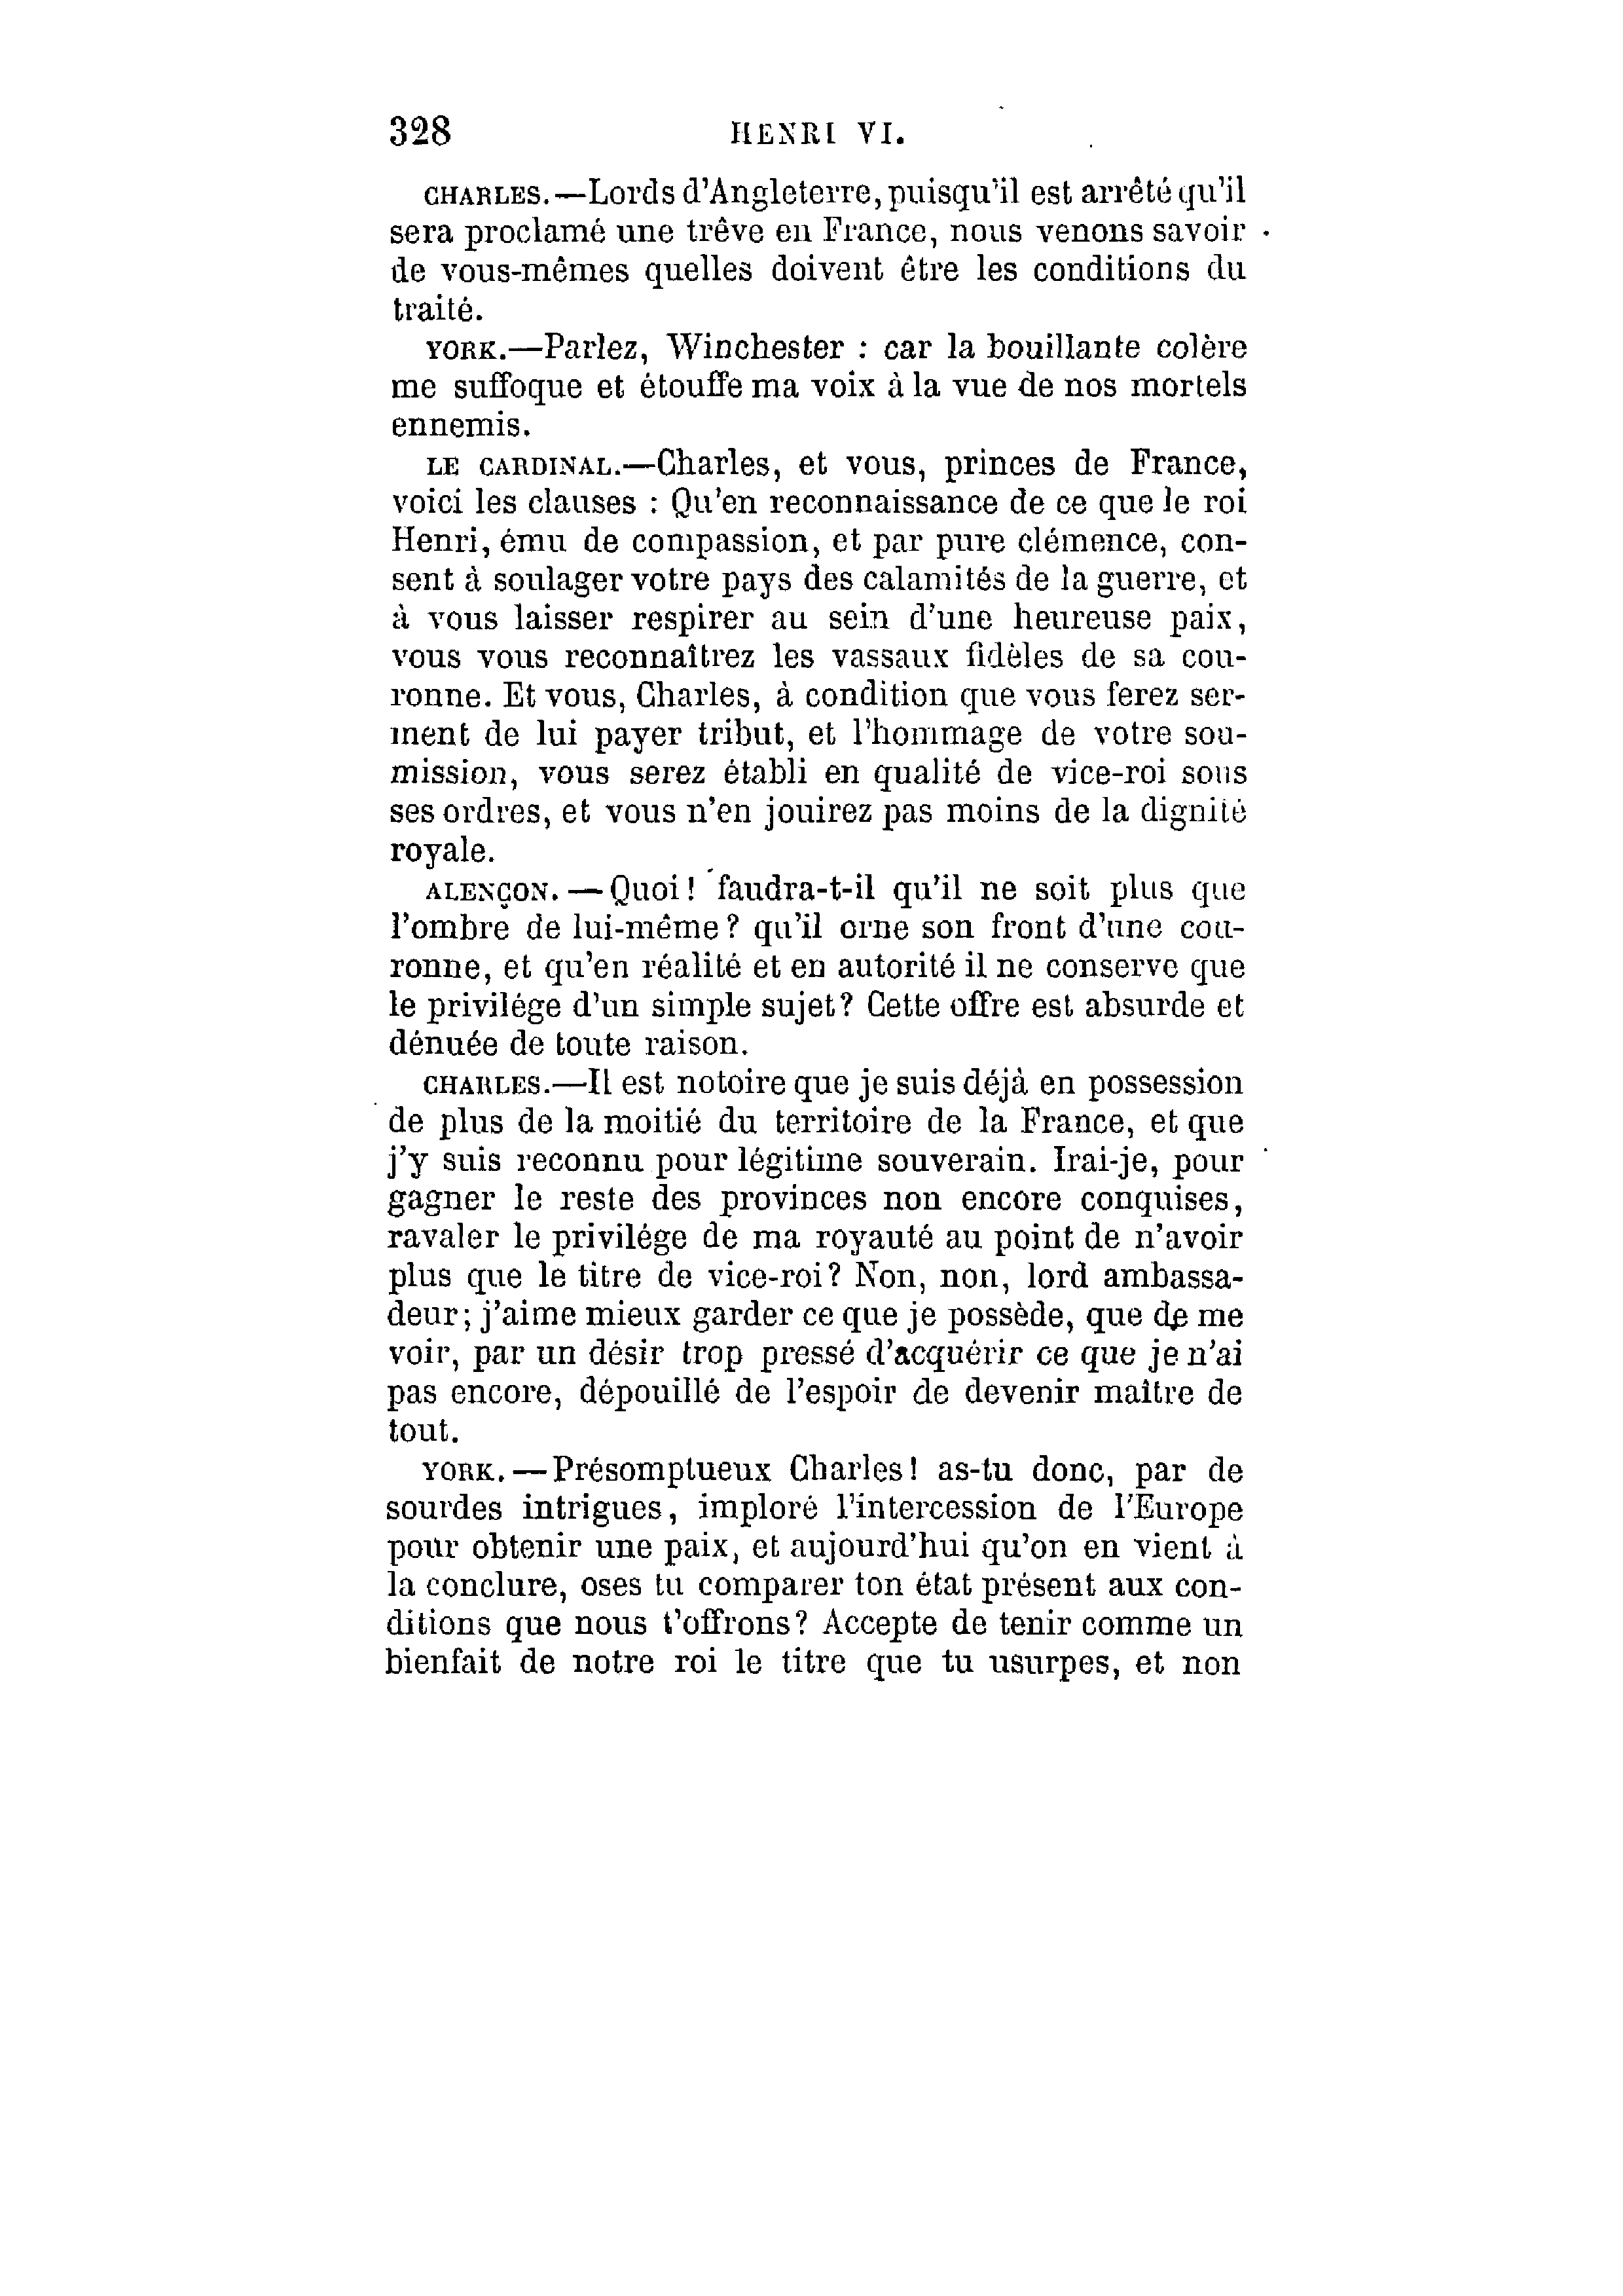 328 HENRI VI.
CHARLES.—Lords d'Angleterre, puisqu'il est arrêté qu'il
sera proclamé une trêve en France, nous venons savoir
de vous-mêmes quelles doivent être les conditions du
traité.
YORK.—Parlez, Winchester : car la bouillante colère
me suffoque et étouffe ma voix à la vue de nos mortels
ennemis.
LE CARDINAL.—Charles, et vous, princes de France,
voici les clauses : Qu'en reconnaissance de ce que le roi
Henri, ému de compassion, et par pure clémence, con-
sent à soulager votre pays des calamités de la guerre, et
à vous laisser respirer au sein d'une heureuse paix,
vous vous reconnaîtrez les vassaux fidèles de sa cou-
ronne. Et vous, Charles, à condition que vous ferez ser-
ment de lui payer tribut, et l'hommage de votre sou-
mission, vous serez établi en qualité de vice-roi sous
ses ordres, et vous n'en jouirez pas moins de la dignité
royale.
ALENÇON.—Quoi! faudra-t-il qu'il ne soit plus que
l'ombre de lui-même? qu'il orne son front d'une cou-
ronne, et qu'en réalité et en autorité il ne conserve que
le privilége d'un simple sujet? Cette offre est absurde et
dénuée de toute raison.
CHARLES.—Il est notoire que je suis déjà en possession
de plus de la moitié du territoire de la France, et que
j'y suis reconnu pour légitime souverain. Irai-je, pour
gagner le reste des provinces non encore conquises,
ravaler le privilége de ma royauté au point de n'avoir
plus que le titre de vice-roi? Non, non, lord ambassa-
deur; j'aime mieux garder ce que je possède, que de me
voir, par un désir trop pressé d'acquérir ce que je n'ai
pas encore, dépouillé de l'espoir de devenir maître de
tout.
YORK.—Présomptueux Charles! as-tu donc, par de
sourdes intrigues, imploré l'intercession de l'Europe
pour obtenir une paix, et aujourd'hui qu'on en vient à
la conclure, oses tu comparer ton état présent aux con-
ditions que nous t'offrons? Accepte de tenir comme un
bienfait de notre roi le titre que tu usurpes, et non